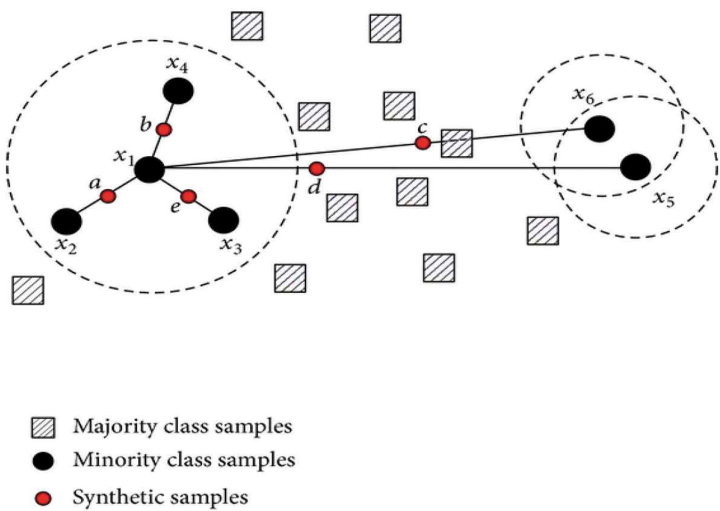 x4
x6
b
c
x1
a
d
e
x5
x2
x3
Majority class samples
Minority class samples
Synthetic samples